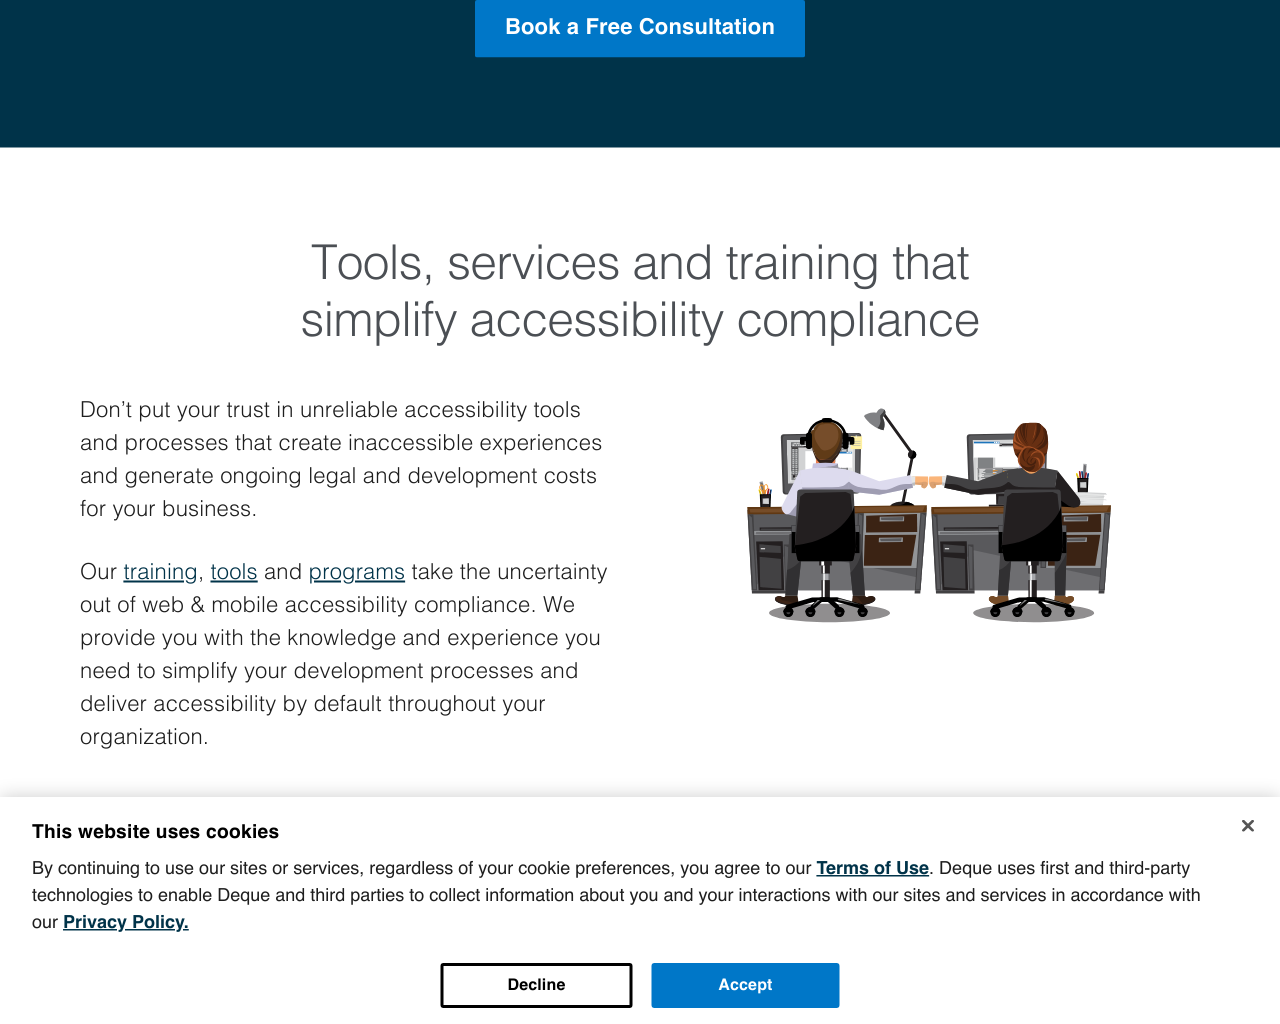 Book a Free Consultation
Tools, services and training that
simplify accessibility compliance
Don’t put your trust in unreliable accessibility tools
and processes that create inaccessible experiences
and generate ongoing legal and development costs
for your business.
Our training, tools and programs take the uncertainty
out of web & mobile accessibility compliance. We
provide you with the knowledge and experience you
need to simplify your development processes and
deliver accessibility by default throughout your
organization.
This website uses cookies
By continuing to use our sites or services, regardless of your cookie preferences, you agree to our Terms of Use. Deque uses first and third-party
technologies to enable Deque and third parties to collect information about you and your interactions with our sites and services in accordance with
our Privacy Policy.
Decline
Accept